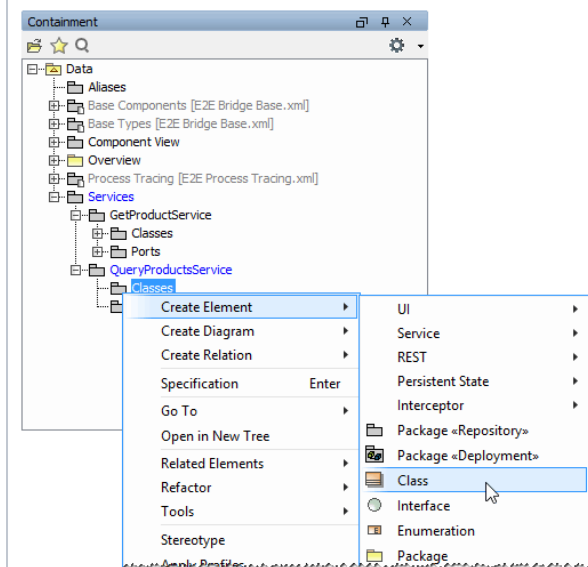 Containment
Data
Aliases
Base Components [E2E Bridge Base.xml]
Base Types [E2E Bridge Base.xml]
Component View
Overview
Process Tracing [E2E Process Tracing.xml]
Services
GetProductService
Classes
Ports
QueryProductsService
Classes
Create Element
Create Diagram
Create Relation
Specification Enter
Go To
Open in New Tree
Related Elements
Refactor
Tools
Stereotype
Apply Profiles
UI
Service
REST
Persistent State
Interceptor
Package «Repository»
Package «Deployment»
Class
Interface
Enumeration
Package